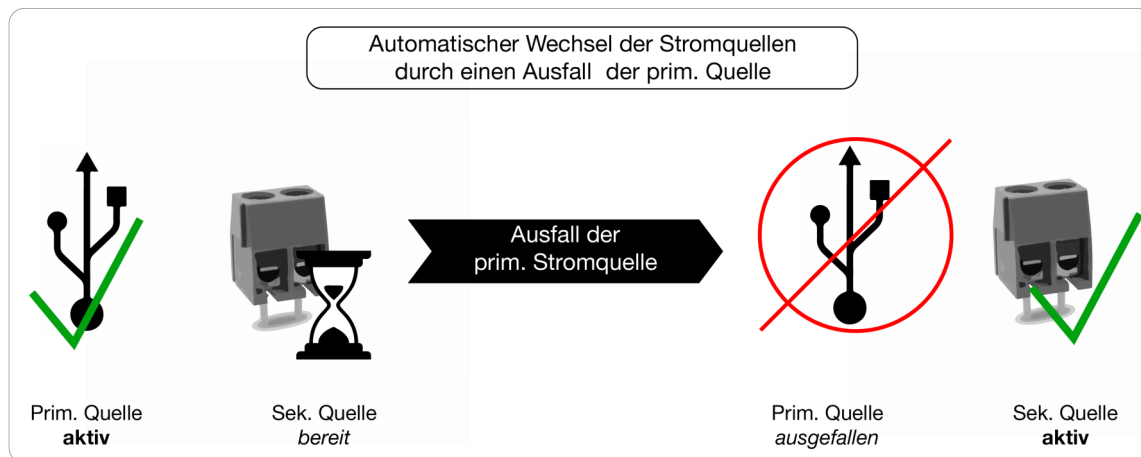 Automatischer Wechsel der Stromquellen
durch einen Ausfall der prim. Quelle
Ausfall der
prim. Stromquelle
Prim. Quelle
aktiv
Sek. Quelle
bereit
Prim. Quelle
ausgefallen
Sek. Quelle
aktiv